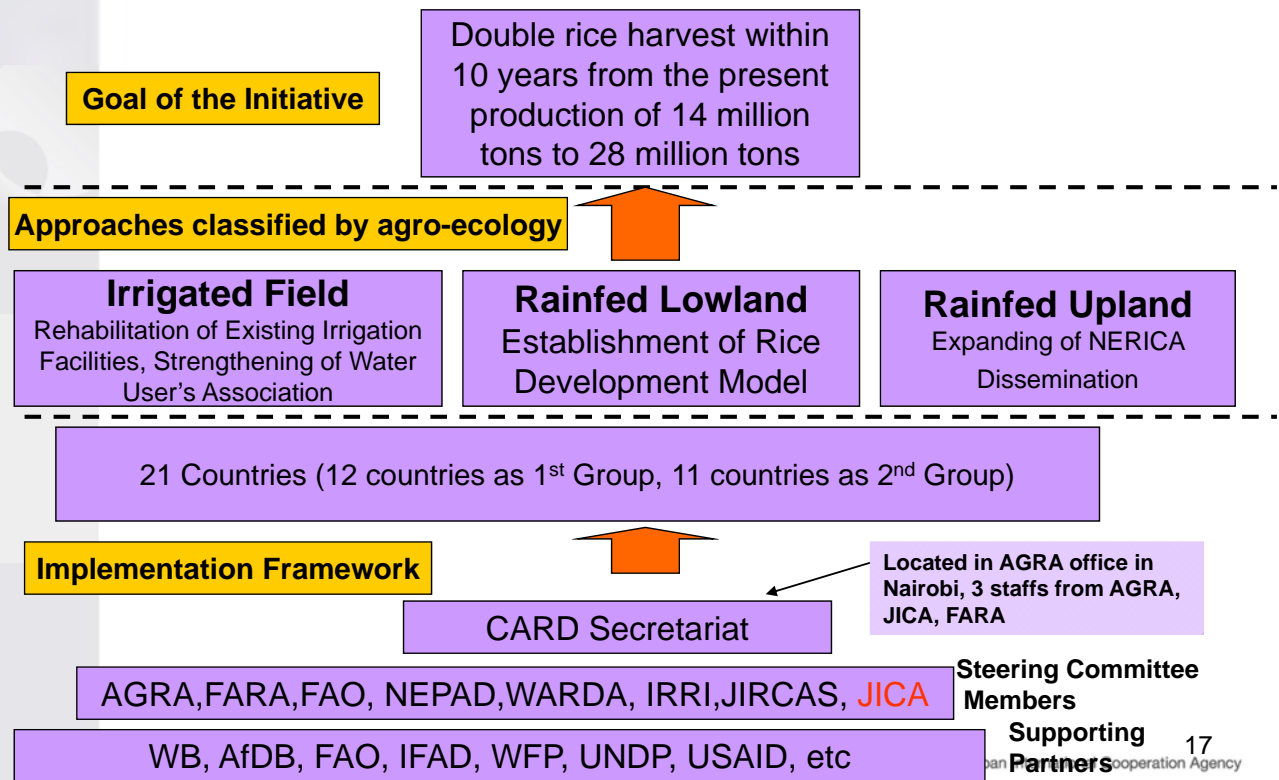 Double rice harvest within
10 years from the present
production of 14 million
tons to 28 million tons
Goal of the Initiative
Approaches classified by agro-ecology
Irrigated Field
Rehabilitation of Existing Irrigation
Facilities, Strengthening of Water
User's Association
Rainfed Lowland
Establishment of Rice
Development Model
Rainfed Upland
Expanding of NERICA
Dissemination
21 Countries (12 countries as 1st Group, 11 countries as 2nd Group)
Implementation Framework
Located in AGRA office in
Nairobi, 3 staffs from AGRA,
JICA, FARA
CARD Secretariat
AGRA,FARA,FAO, NEPAD,WARDA, IRRI,JIRCAS, JICA
Steering Committee
Members
WB, AfDB, FAO, IFAD, WFP, UNDP, USAID, etc
Supporting
Partners
17
Cooperation Agency